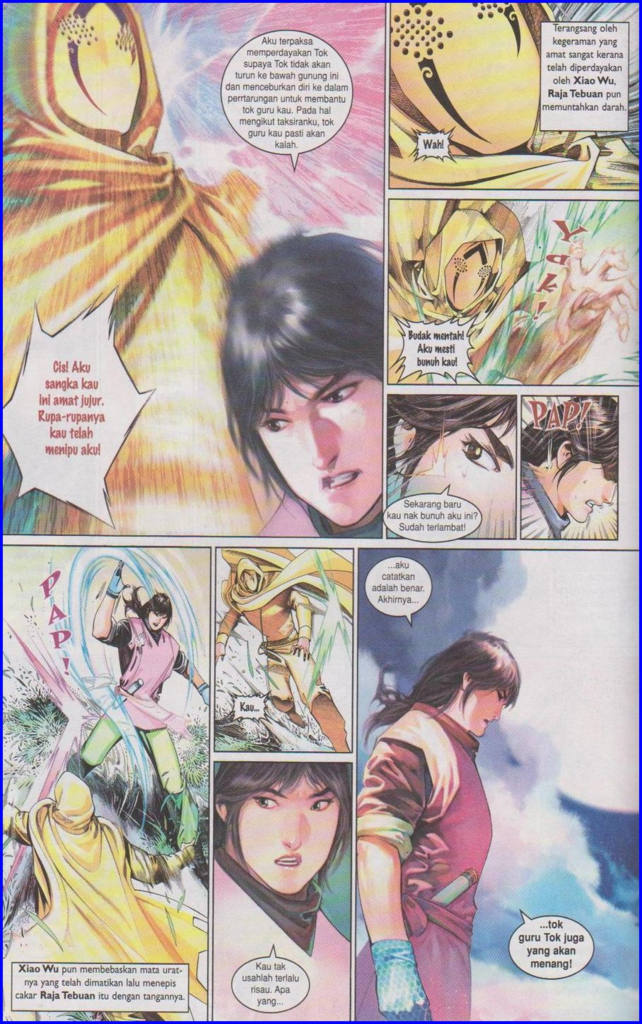 Aku terpaksa
memperdayakan Tok
supaya Tok tidak akan
turun ke bawah gunung ini
dan menceburkan diri ke dalam
perrtarungan untuk membantu
tok guru kau. Pada hal
mengikut taksiranku, tok
guru kau pasti akan
kalah.
Cis! Aku
sangka kau
ini amat jujur.
Rupa-rupanya
kau telah
menipu aku!
Terangsang oleh
kegeraman yang
amat sangat kerana
telah diperdayakan
oleh Xiao Wu,
Raja Tebuan pun
memuntahkan darah.
Wah!
YAK!
Budak mentah!
Aku mesti
bunuh kau!
Sekarang baru
kau nak bunuh aku ini?
Sudah terlambat!
PAP!
PAP!
Xiao Wu pun membebaskan mata urat-
nya yang telah dimatikan lalu menepis
cakar Raja Tebuan itu dengan tangannya.
Kau...
Kau tak
usahlah terlalu
risau. Apa
yang...
...aku
catatkan
adalah benar.
Akhirnya...
...tok
guru Tok juga
yang akan
menang!